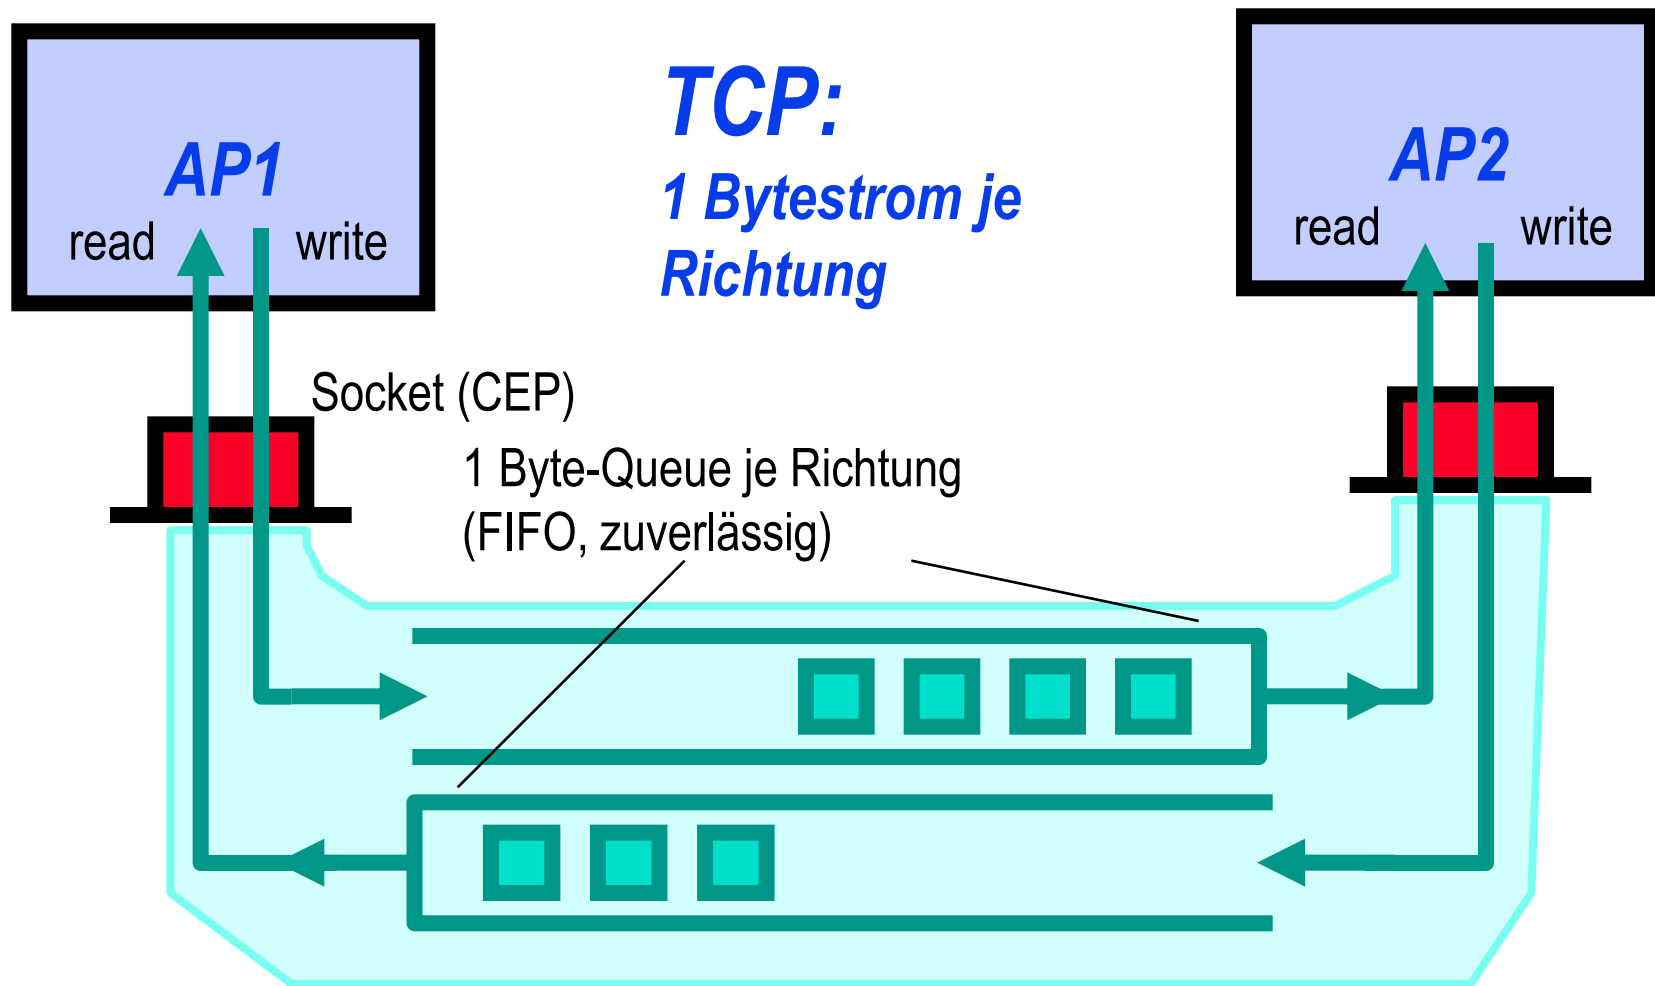 TCP:
1 Bytestrom je
Richtung
AP1
read write
AP2
read write
Socket (CEP)
1 Byte-Queue je Richtung
(FIFO, zuverlässig)